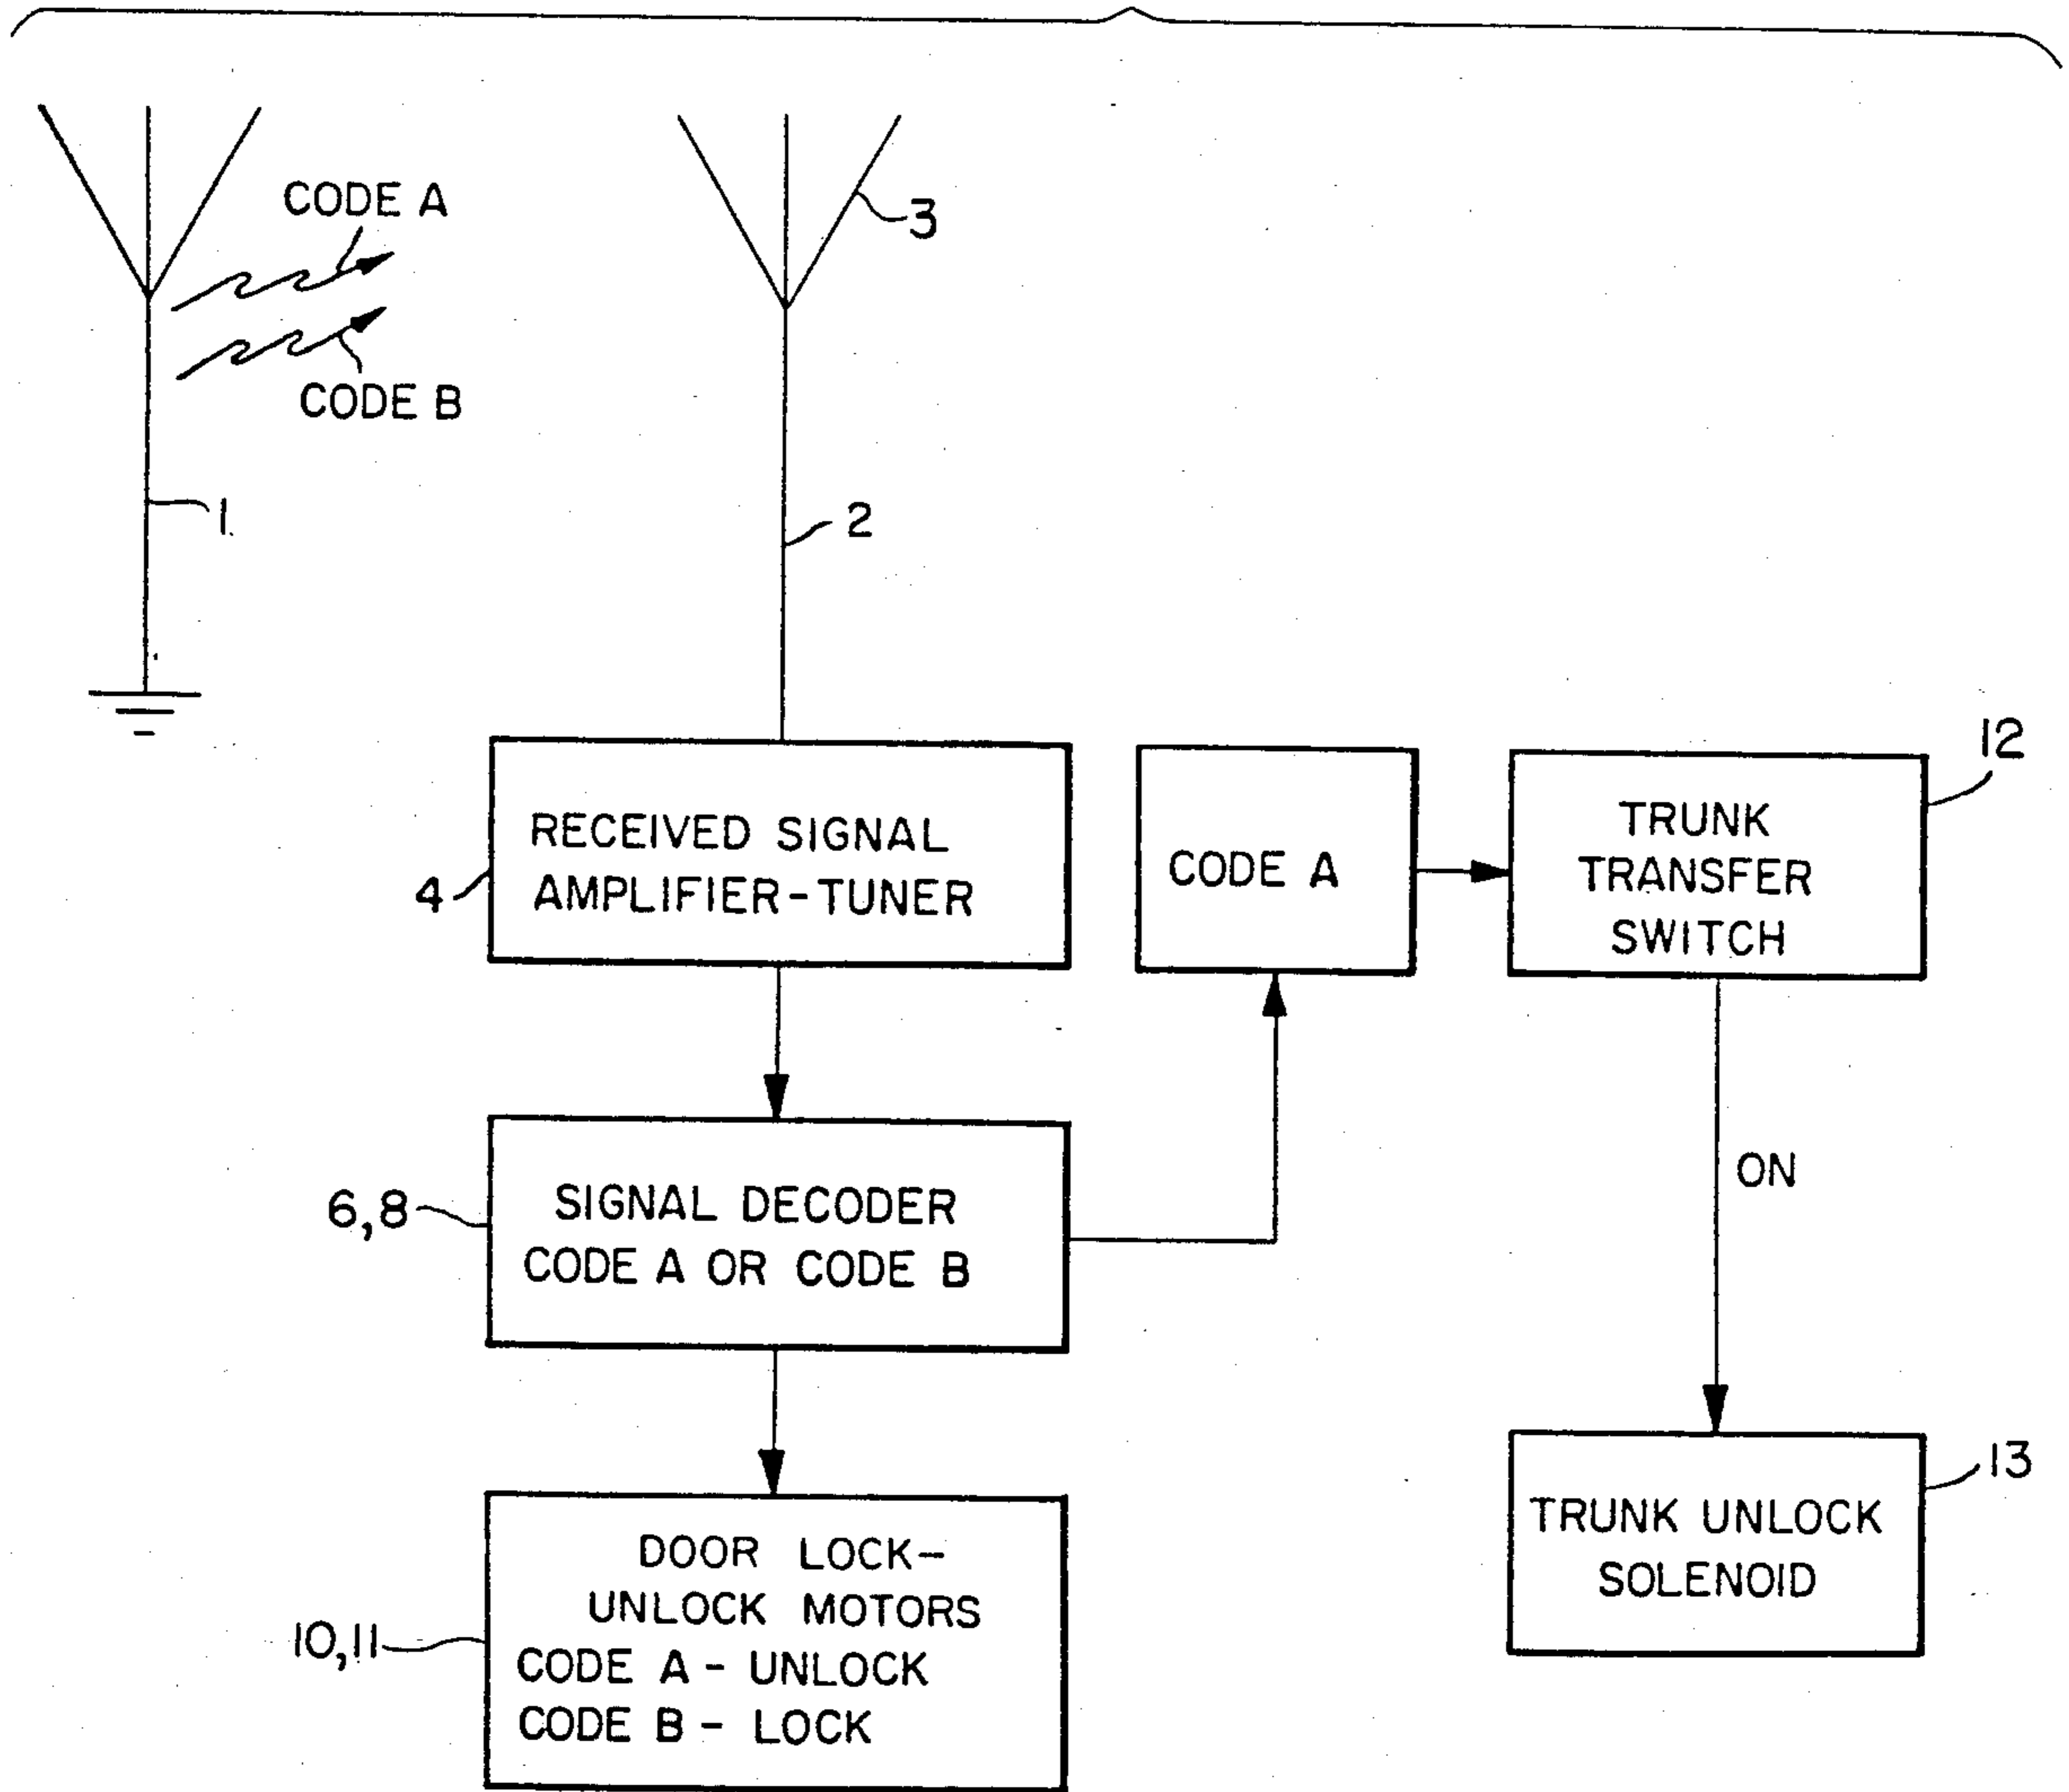 CODE A
CODE B
1
2
3
RECEIVED SIGNAL
AMPLIFIER-TUNER
4
CODE A
TRUNK
TRANSFER
SWITCH
12
SIGNAL DECODER
CODE A OR CODE B
6,8
ON
DOOR LOCK-
UNLOCK MOTORS
CODE A - UNLOCK
CODE B - LOCK
10,11
TRUNK UNLOCK
SOLENOID
13